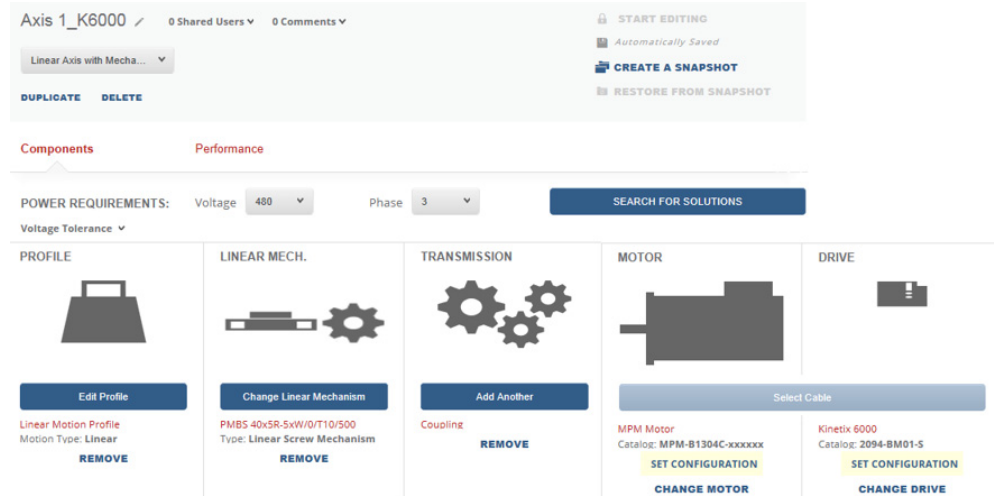 Axis 1_K6000 0 Shared Users 0 Comments START EDITING
Linear Axis with Mecha... Automatically Saved
CREATE A SNAPSHOT
DUPLICATE DELETE RESTORE FROM SNAPSHOT
Components Performance
POWER REQUIREMENTS: Voltage 480 Phase 3 SEARCH FOR SOLUTIONS
Voltage Tolerance
PROFILE LINEAR MECH. TRANSMISSION MOTOR DRIVE
Edit Profile Change Linear Mechanism Add Another Select Cable
Linear Motion Profile PMBS 40x5R-5xW/0/T10/500 Coupling MPM Motor Kinetix 6000
Motion Type: Linear Type: Linear Screw Mechanism Catalog: MPM-B1304C-xxxxxx Catalog: 2094-BM01-S
REMOVE REMOVE REMOVE SET CONFIGURATION SET CONFIGURATION
CHANGE MOTOR CHANGE DRIVE